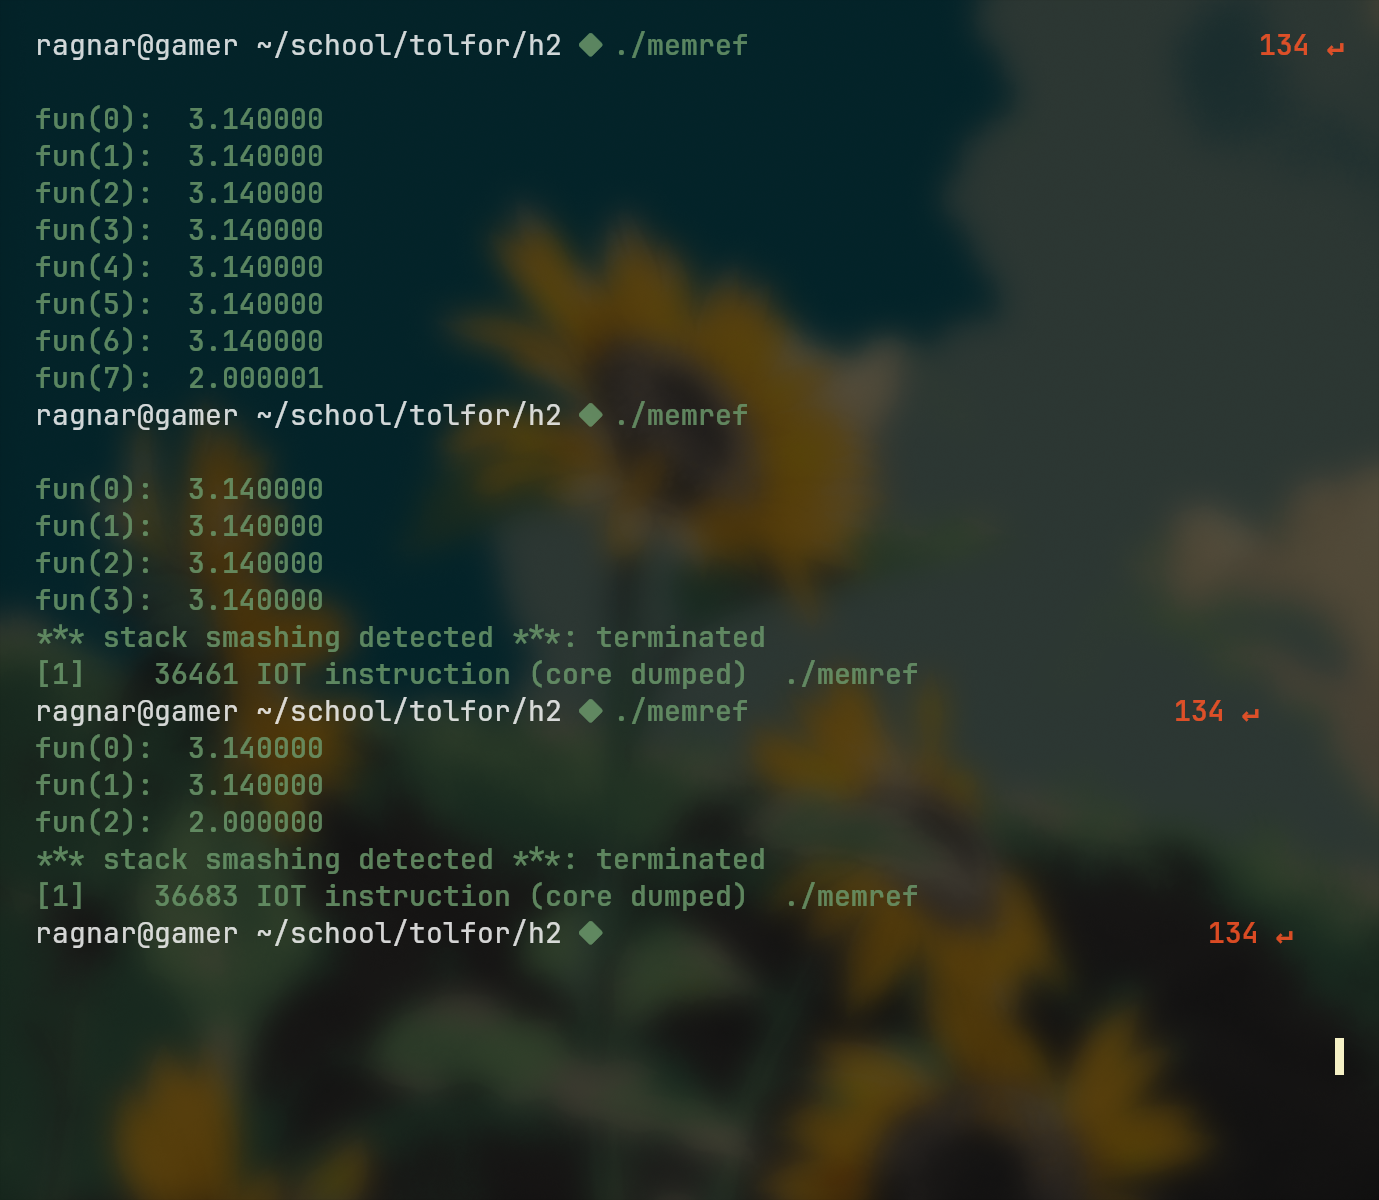 ragnar@gamer ~/school/tolfor/h2 ◆ ./memref 134 ↵
fun(0):  3.140000
fun(1):  3.140000
fun(2):  3.140000
fun(3):  3.140000
fun(4):  3.140000
fun(5):  3.140000
fun(6):  3.140000
fun(7):  2.000001
ragnar@gamer ~/school/tolfor/h2 ◆ ./memref
fun(0):  3.140000
fun(1):  3.140000
fun(2):  3.140000
fun(3):  3.140000
*** stack smashing detected ***: terminated
[1]    36461 IOT instruction (core dumped)  ./memref
ragnar@gamer ~/school/tolfor/h2 ◆ ./memref 134 ↵
fun(0):  3.140000
fun(1):  3.140000
fun(2):  2.000000
*** stack smashing detected ***: terminated
[1]    36683 IOT instruction (core dumped)  ./memref
ragnar@gamer ~/school/tolfor/h2 ◆ 134 ↵